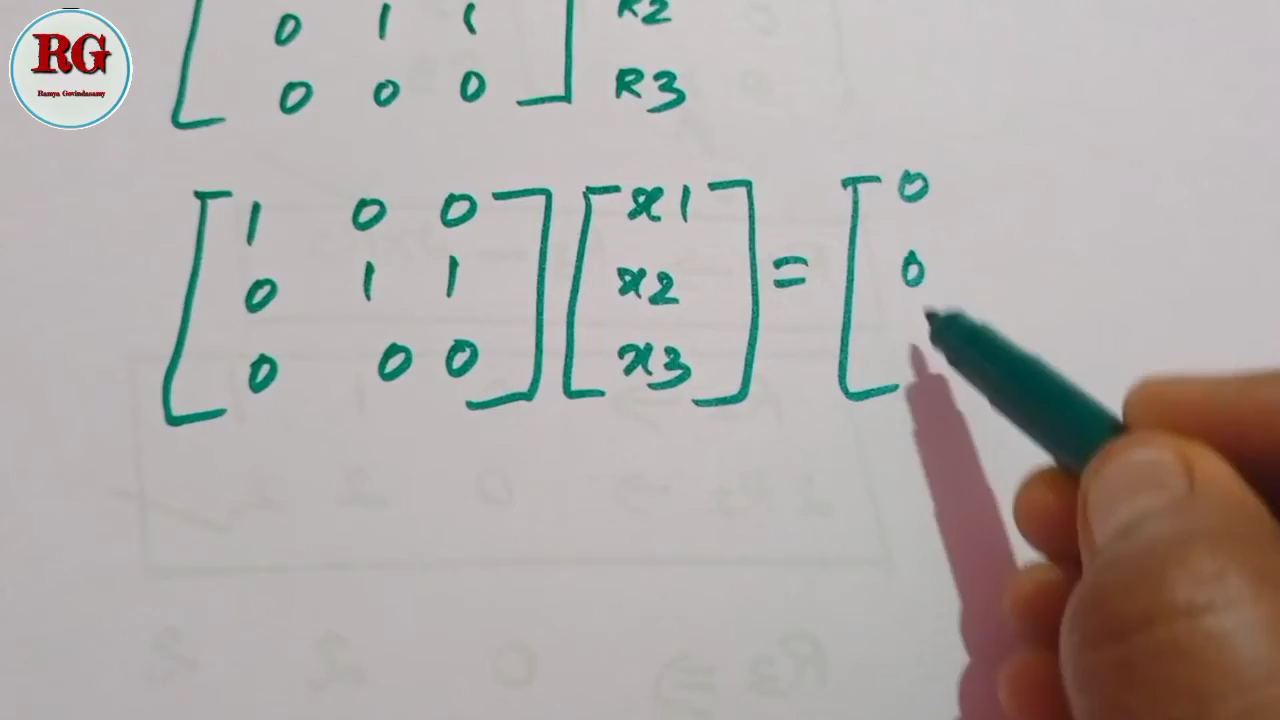 RG
Ramya Govindasamy
R2
0 1 1
0 0 0 R3
1 0 0 x1 = 0
0 1 1 x2 0
0 0 0 x3